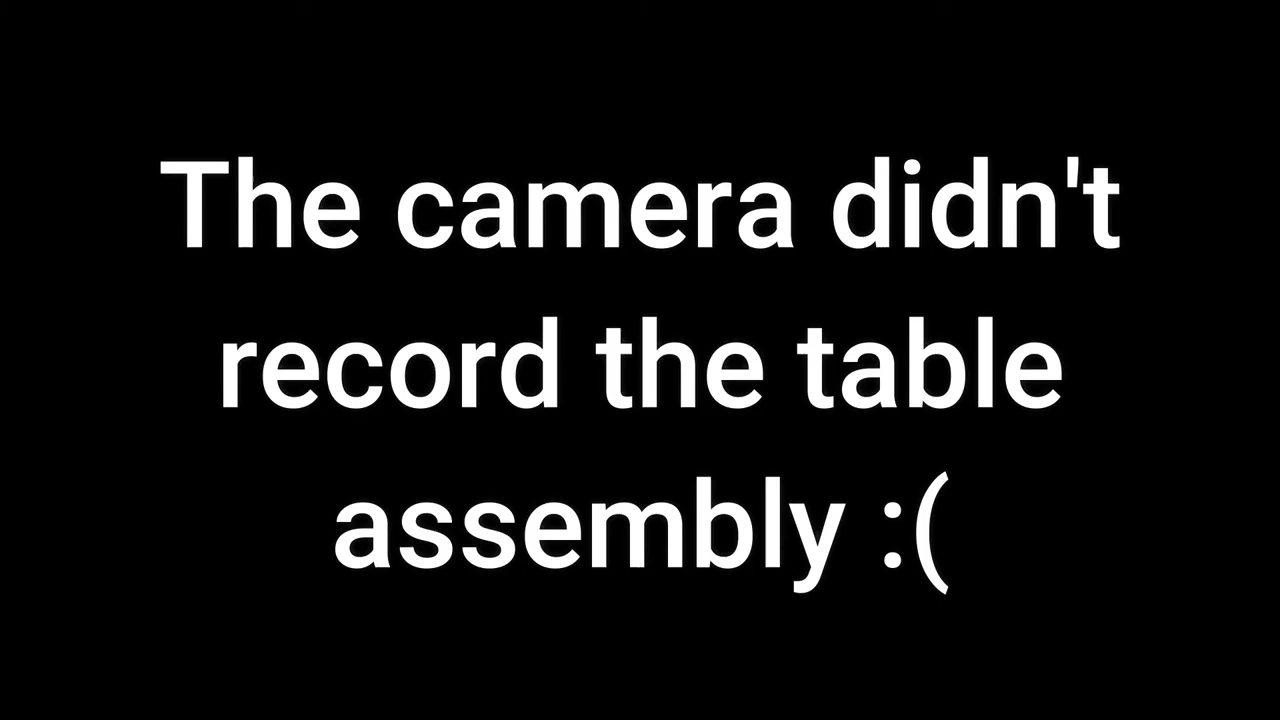 The camera didn't
record the table
assembly :(